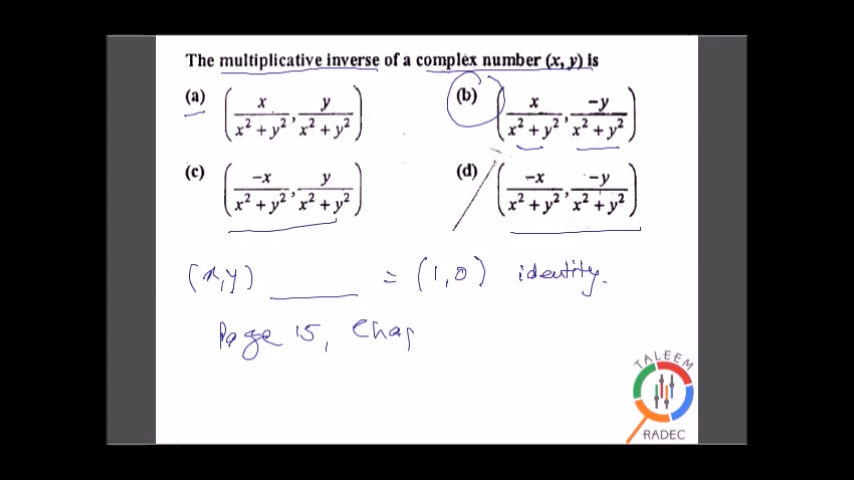 The multiplicative inverse of a complex number (x, y) is
(a) (x/(x² + y²), y/(x² + y²)) (b) (x/(x² + y²), -y/(x² + y²))
(c) (-x/(x² + y²), y/(x² + y²)) (d) (-x/(x² + y²), -y/(x² + y²))
(x,y) ____ = (1,0) identity.
Page 15, Chap
TALEEM
RADEC